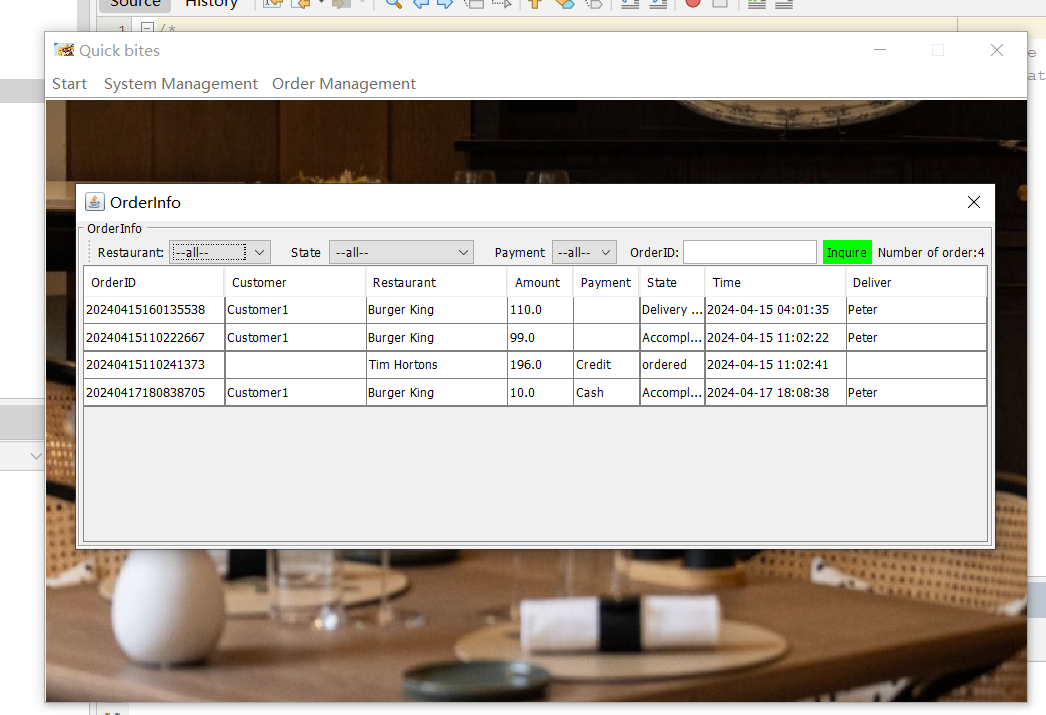 Source History
1 /*
Quick bites
e
at
Start System Management Order Management
OrderInfo
OrderInfo
Restaurant: --all-- State --all-- Payment --all-- OrderID: Inquire Number of order:4
OrderID Customer Restaurant Amount Payment State Time Deliver
20240415160135538 Customer1 Burger King 110.0 Delivery ... 2024-04-15 04:01:35 Peter
20240415110222667 Customer1 Burger King 99.0 Accompl... 2024-04-15 11:02:22 Peter
20240415110241373 Tim Hortons 196.0 Credit ordered 2024-04-15 11:02:41
20240417180838705 Customer1 Burger King 10.0 Cash Accompl... 2024-04-17 18:08:38 Peter